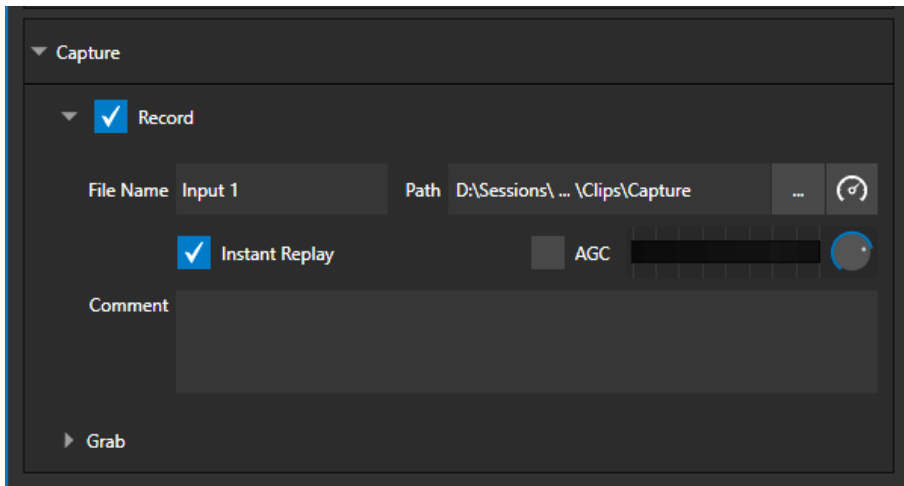 Capture
Record
File Name Input 1 Path D:\Sessions\ ... \Clips\Capture ...
Instant Replay AGC
Comment
Grab